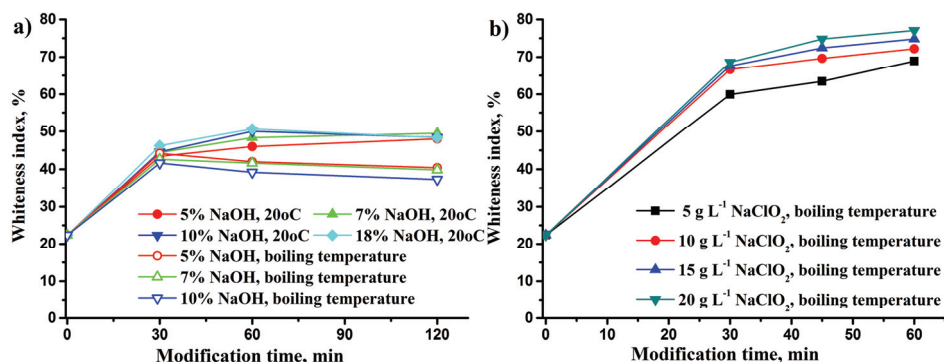 a)
Whiteness index, %
80
70
60
50
40
30
20
10
0
5% NaOH, 20oC
7% NaOH, 20oC
10% NaOH, 20oC
18% NaOH, 20oC
5% NaOH, boiling temperature
7% NaOH, boiling temperature
10% NaOH, boiling temperature
0 30 60 90 120
Modification time, min
b)
Whiteness index, %
80
70
60
50
40
30
20
10
0
5 g L⁻¹ NaClO₂, boiling temperature
10 g L⁻¹ NaClO₂, boiling temperature
15 g L⁻¹ NaClO₂, boiling temperature
20 g L⁻¹ NaClO₂, boiling temperature
0 10 20 30 40 50 60
Modification time, min